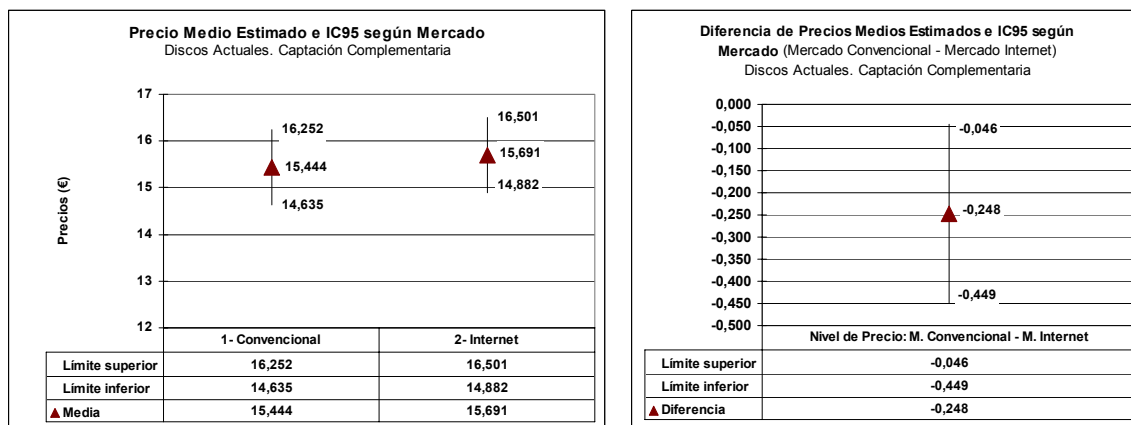 Precio Medio Estimado e IC95 según Mercado
Discos Actuales. Captación Complementaria
Precios (€)
17
16
15
14
13
12
16,252
15,444
14,635
16,501
15,691
14,882
1- Convencional 2- Internet
Límite superior 16,252 16,501
Límite inferior 14,635 14,882
Media 15,444 15,691
Diferencia de Precios Medios Estimados e IC95 según
Mercado (Mercado Convencional - Mercado Internet)
Discos Actuales. Captación Complementaria
0,000
-0,050
-0,100
-0,150
-0,200
-0,250
-0,300
-0,350
-0,400
-0,450
-0,500
-0,046
-0,248
-0,449
Nivel de Precio: M. Convencional - M. Internet
Límite superior -0,046
Límite inferior -0,449
Diferencia -0,248